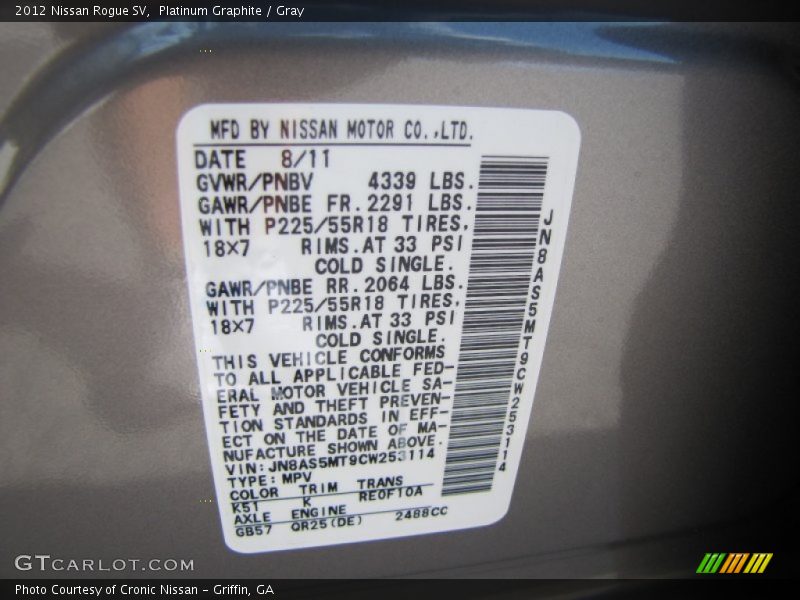 2012 Nissan Rogue SV,  Platinum Graphite / Gray
MFD BY NISSAN MOTOR CO.,LTD.
DATE 8/11
GVWR/PNBV 4339 LBS.
GAWR/PNBE FR.2291 LBS.
WITH P225/55R18 TIRES,
18X7 RIMS.AT 33 PSI
COLD SINGLE.
GAWR/PNBE RR.2064 LBS.
WITH P225/55R18 TIRES,
18X7 RIMS.AT 33 PSI
COLD SINGLE.
THIS VEHICLE CONFORMS
TO ALL APPLICABLE FED-
ERAL MOTOR VEHICLE SA-
FETY AND THEFT PREVEN-
TION STANDARDS IN EFF-
ECT ON THE DATE OF MA-
NUFACTURE SHOWN ABOVE.
VIN:JN8AS5MT9CW253114
TYPE:MPV
COLOR TRIM TRANS
K51 K RE0F10A
AXLE ENGINE
GB57 QR25(DE) 2488CC
JN8AS5MT9CW253114
GTCARLOT.COM
Photo Courtesy of Cronic Nissan - Griffin, GA